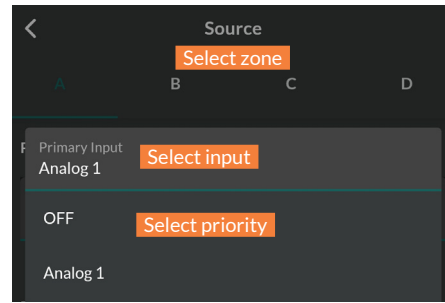 Source
Select zone
A B C D
Primary Input
Select input
Analog 1
OFF
Select priority
Analog 1